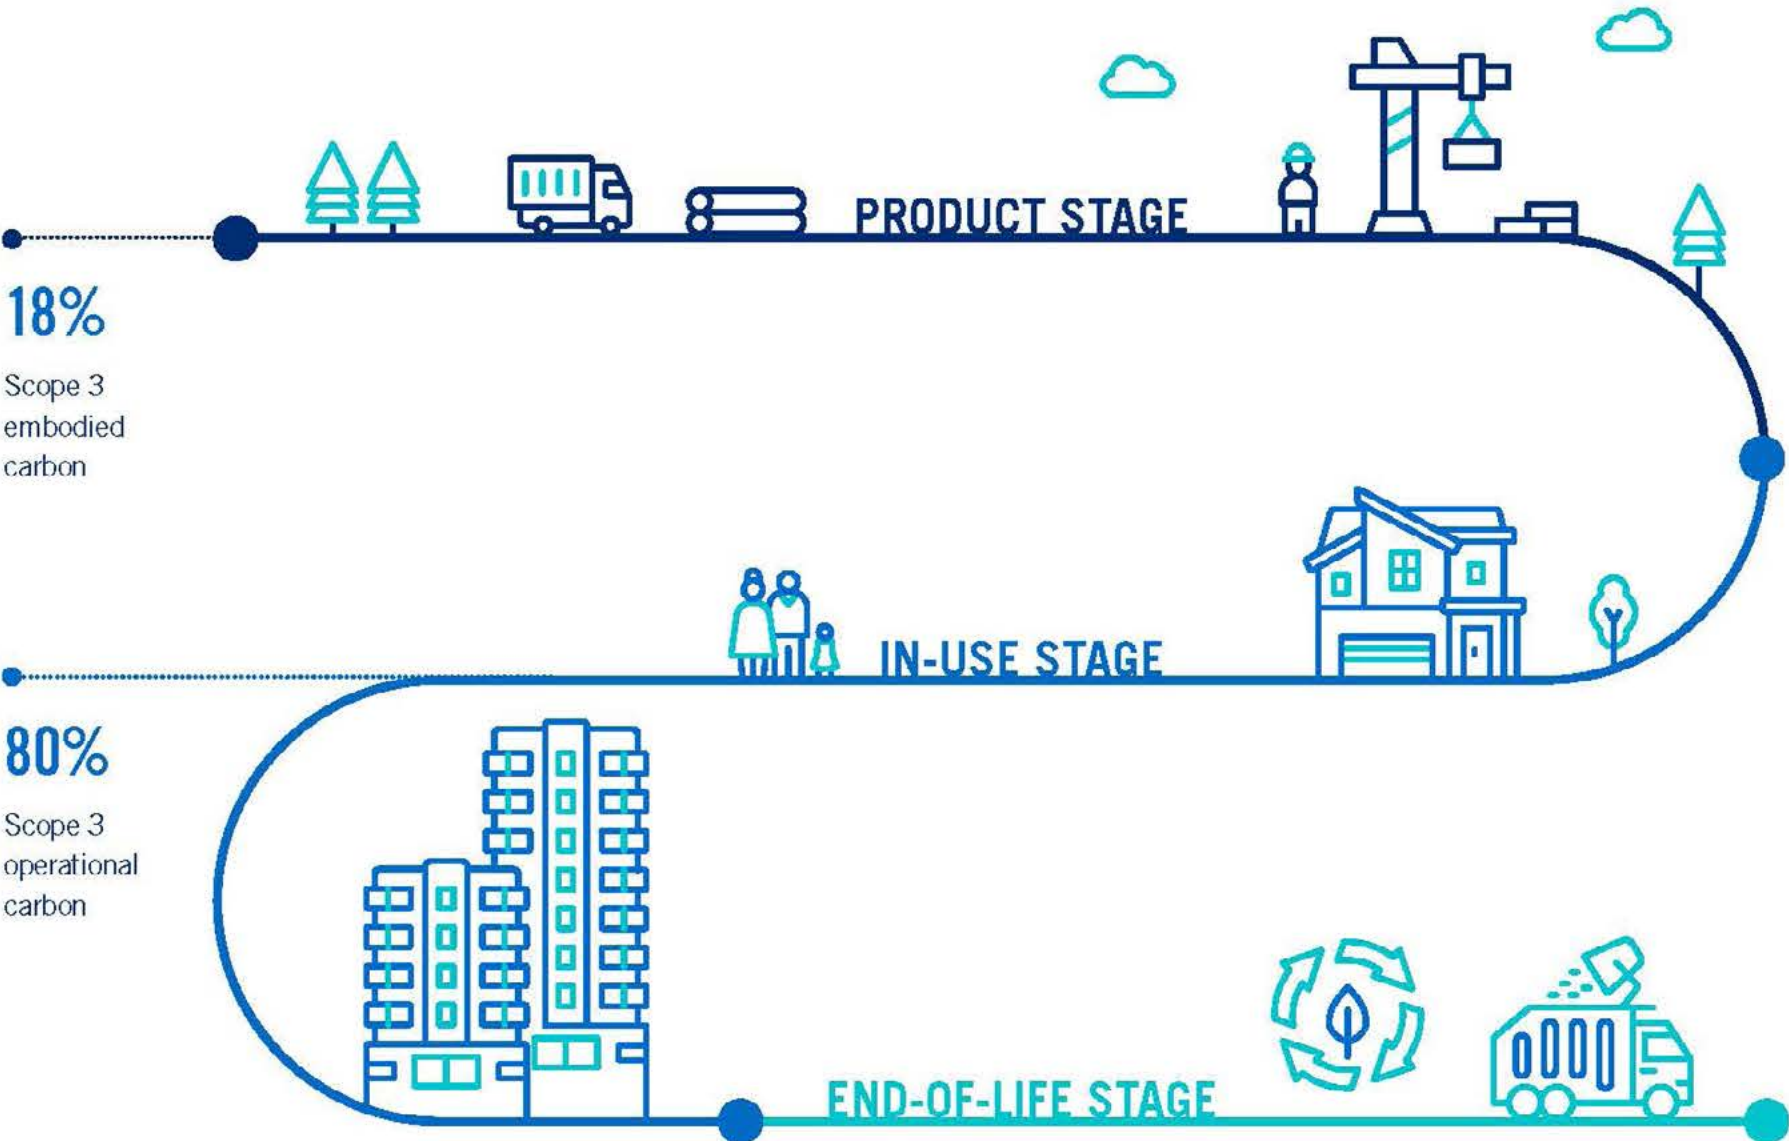 PRODUCT STAGE
18%
Scope 3
embodied
carbon
IN-USE STAGE
80%
Scope 3
operational
carbon
END-OF-LIFE STAGE